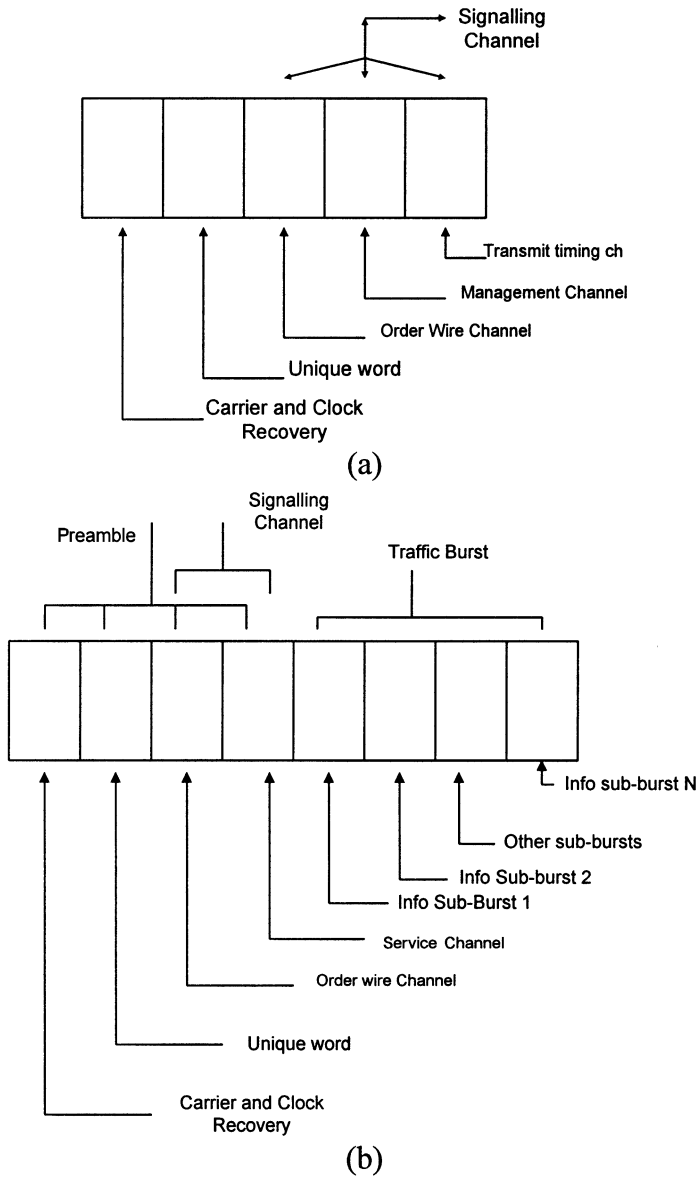 Signalling
Channel
Transmit timing ch
Management Channel
Order Wire Channel
Unique word
Carrier and Clock
Recovery
(a)
Signalling
Channel
Preamble
Traffic Burst
Info sub-burst N
Other sub-bursts
Info Sub-burst 2
Info Sub-Burst 1
Service Channel
Order wire Channel
Unique word
Carrier and Clock
Recovery
(b)